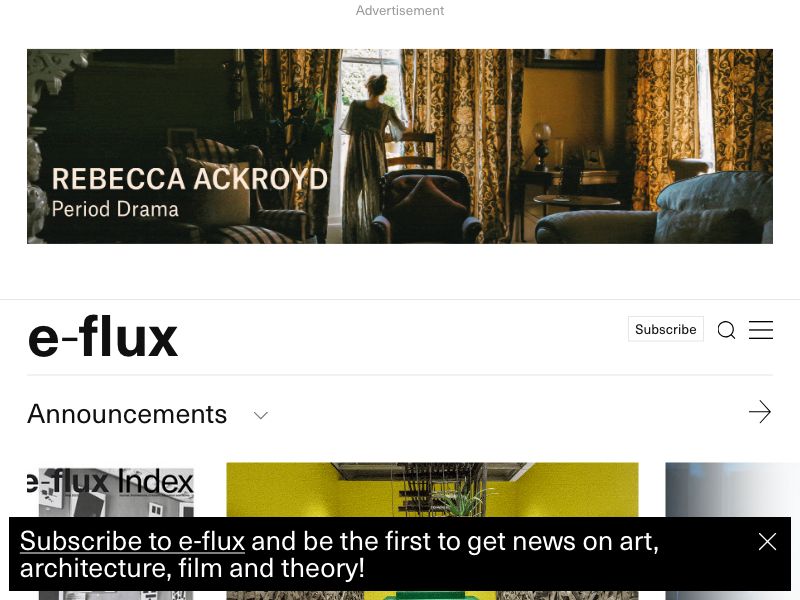 Advertisement
REBECCA ACKROYD
Period Drama
e-flux
Subscribe
Announcements
e-flux Index
Subscribe to e-flux and be the first to get news on art,
architecture, film and theory!